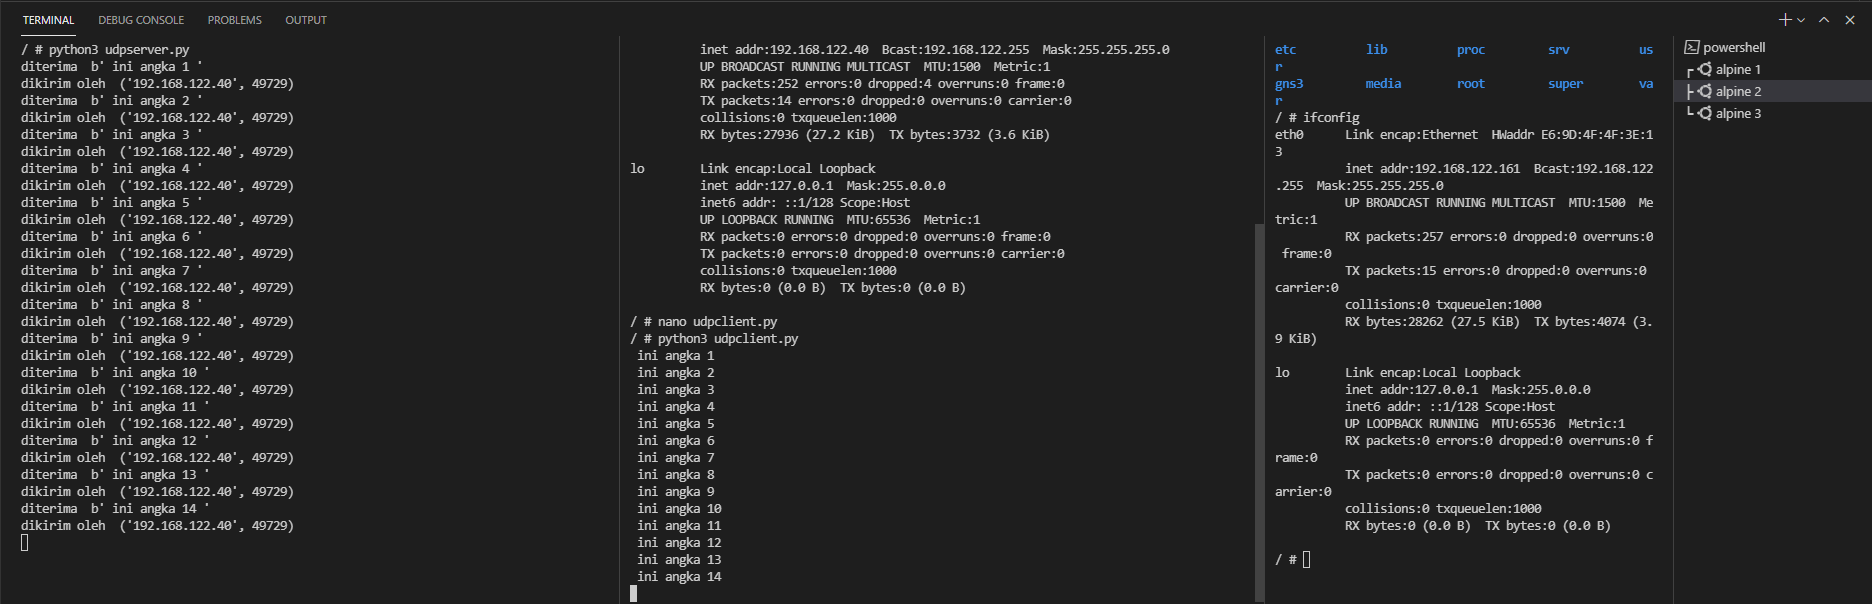 TERMINAL DEBUG CONSOLE PROBLEMS OUTPUT
/ # python3 udpserver.py
diterima  b' ini angka 1 '
dikirim oleh  ('192.168.122.40', 49729)
diterima  b' ini angka 2 '
dikirim oleh  ('192.168.122.40', 49729)
diterima  b' ini angka 3 '
dikirim oleh  ('192.168.122.40', 49729)
diterima  b' ini angka 4 '
dikirim oleh  ('192.168.122.40', 49729)
diterima  b' ini angka 5 '
dikirim oleh  ('192.168.122.40', 49729)
diterima  b' ini angka 6 '
dikirim oleh  ('192.168.122.40', 49729)
diterima  b' ini angka 7 '
dikirim oleh  ('192.168.122.40', 49729)
diterima  b' ini angka 8 '
dikirim oleh  ('192.168.122.40', 49729)
diterima  b' ini angka 9 '
dikirim oleh  ('192.168.122.40', 49729)
diterima  b' ini angka 10 '
dikirim oleh  ('192.168.122.40', 49729)
diterima  b' ini angka 11 '
dikirim oleh  ('192.168.122.40', 49729)
diterima  b' ini angka 12 '
dikirim oleh  ('192.168.122.40', 49729)
diterima  b' ini angka 13 '
dikirim oleh  ('192.168.122.40', 49729)
diterima  b' ini angka 14 '
dikirim oleh  ('192.168.122.40', 49729)
inet addr:192.168.122.40  Bcast:192.168.122.255  Mask:255.255.255.0
UP BROADCAST RUNNING MULTICAST  MTU:1500  Metric:1
RX packets:252 errors:0 dropped:4 overruns:0 frame:0
TX packets:14 errors:0 dropped:0 overruns:0 carrier:0
collisions:0 txqueuelen:1000
RX bytes:27936 (27.2 KiB)  TX bytes:3732 (3.6 KiB)
lo        Link encap:Local Loopback
inet addr:127.0.0.1  Mask:255.0.0.0
inet6 addr: ::1/128 Scope:Host
UP LOOPBACK RUNNING  MTU:65536  Metric:1
RX packets:0 errors:0 dropped:0 overruns:0 frame:0
TX packets:0 errors:0 dropped:0 overruns:0 carrier:0
collisions:0 txqueuelen:1000
RX bytes:0 (0.0 B)  TX bytes:0 (0.0 B)
/ # nano udpclient.py
/ # python3 udpclient.py
ini angka 1
ini angka 2
ini angka 3
ini angka 4
ini angka 5
ini angka 6
ini angka 7
ini angka 8
ini angka 9
ini angka 10
ini angka 11
ini angka 12
ini angka 13
ini angka 14
etc          lib          proc         srv          us
r
gns3         media        root         super        va
r
/ # ifconfig
eth0      Link encap:Ethernet  HWaddr E6:9D:4F:4F:3E:1
3
inet addr:192.168.122.161  Bcast:192.168.122
.255  Mask:255.255.255.0
UP BROADCAST RUNNING MULTICAST  MTU:1500  Me
tric:1
RX packets:257 errors:0 dropped:0 overruns:0
frame:0
TX packets:15 errors:0 dropped:0 overruns:0
carrier:0
collisions:0 txqueuelen:1000
RX bytes:28262 (27.5 KiB)  TX bytes:4074 (3.
9 KiB)
lo        Link encap:Local Loopback
inet addr:127.0.0.1  Mask:255.0.0.0
inet6 addr: ::1/128 Scope:Host
UP LOOPBACK RUNNING  MTU:65536  Metric:1
RX packets:0 errors:0 dropped:0 overruns:0 f
rame:0
TX packets:0 errors:0 dropped:0 overruns:0 c
arrier:0
collisions:0 txqueuelen:1000
RX bytes:0 (0.0 B)  TX bytes:0 (0.0 B)
/ #
powershell
alpine 1
alpine 2
alpine 3